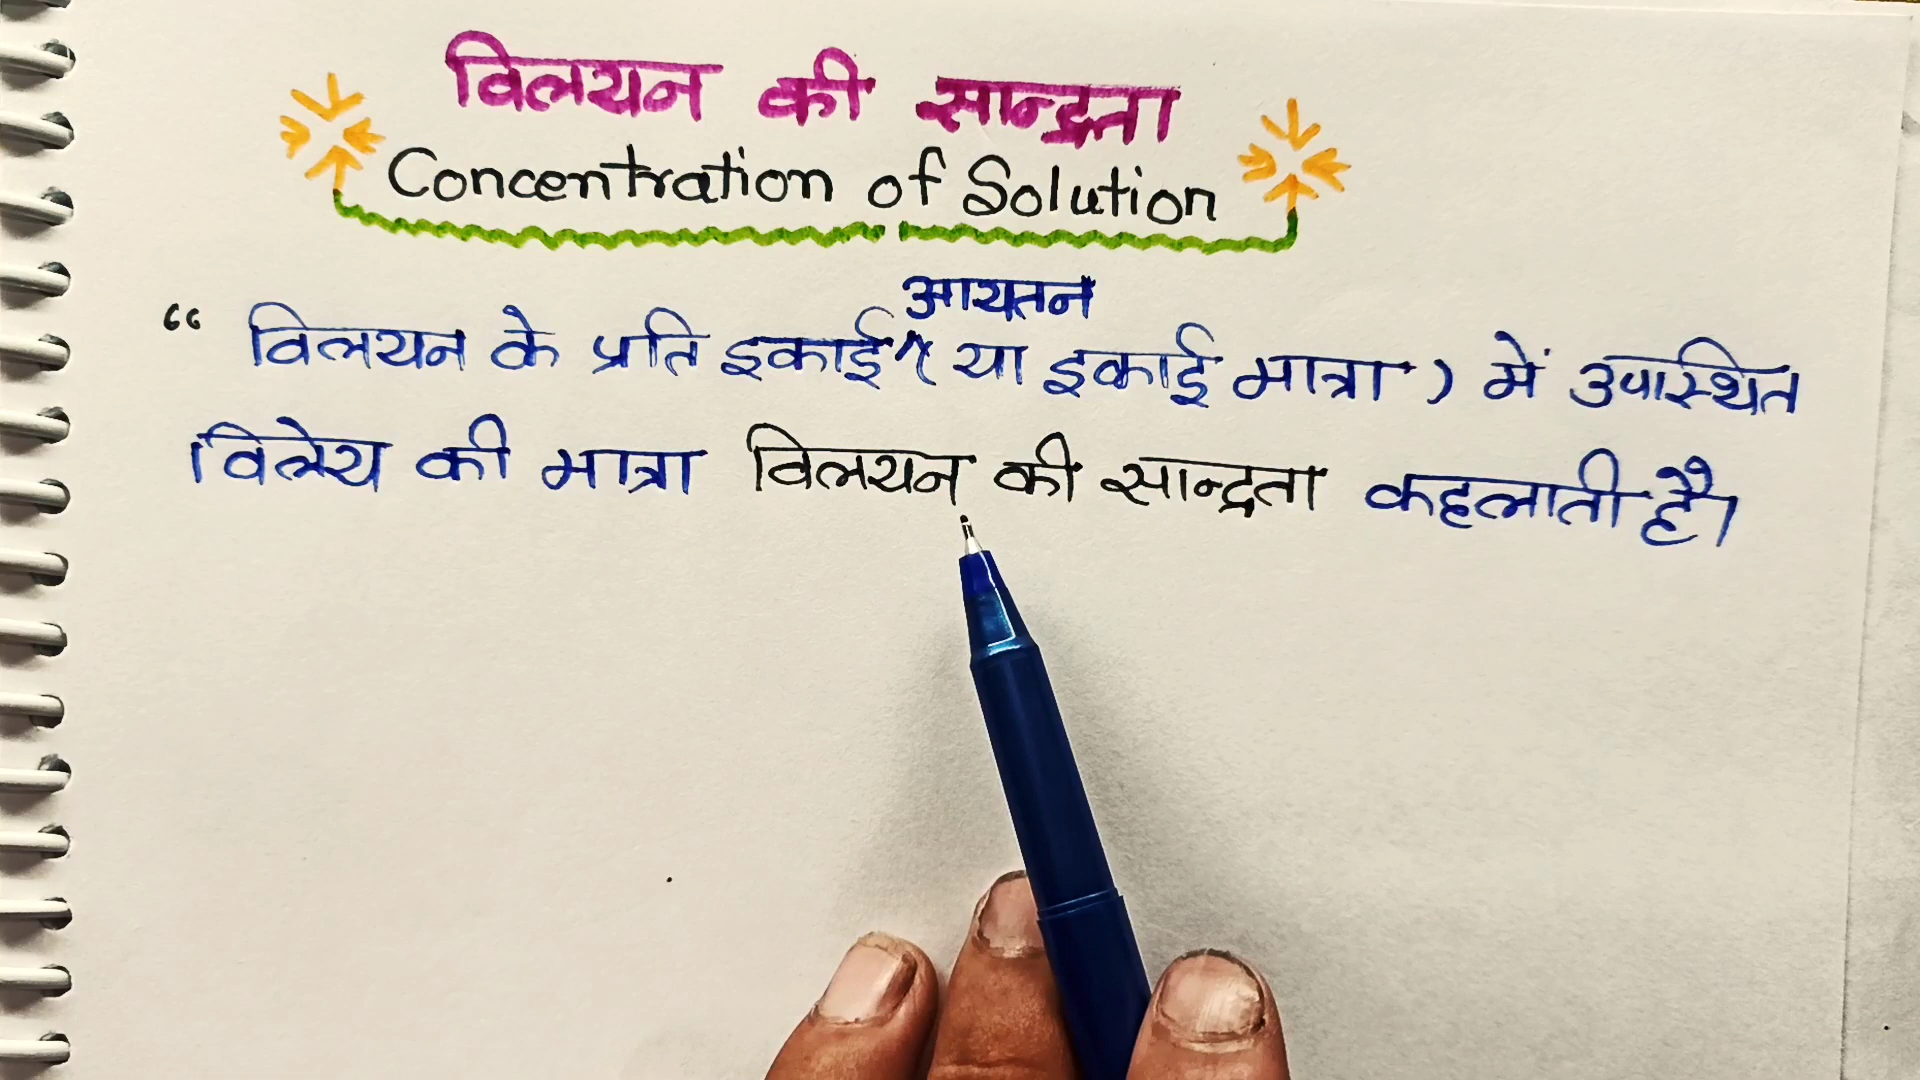 विलयन की सान्द्रता
Concentration of Solution
आयतन
“ विलयन के प्रति इकाई ^ ( या इकाई मात्रा ) में उपस्थित
विलेय की मात्रा विलयन की सान्द्रता कहलाती है।